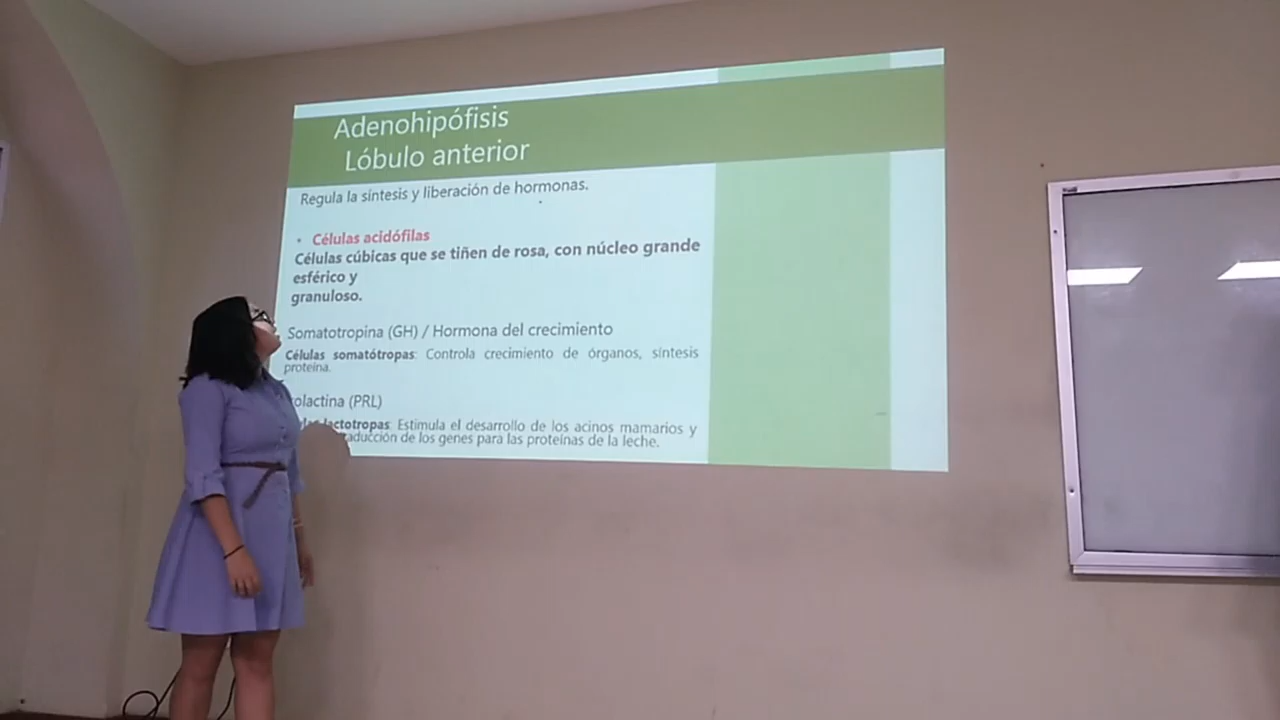 Adenohipófisis
Lóbulo anterior
Regula la síntesis y liberación de hormonas.
• Células acidófilas
Células cúbicas que se tiñen de rosa, con núcleo grande
esférico y
granuloso.
Somatotropina (GH) / Hormona del crecimiento
Células somatótropas: Controla crecimiento de órganos, síntesis
proteína.
olactina (PRL)
lactotropas: Estimula el desarrollo de los acinos mamarios y
aducción de los genes para las proteínas de la leche.